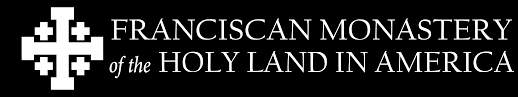 FRANCISCAN MONASTERY
of the HOLY LAND IN AMERICA